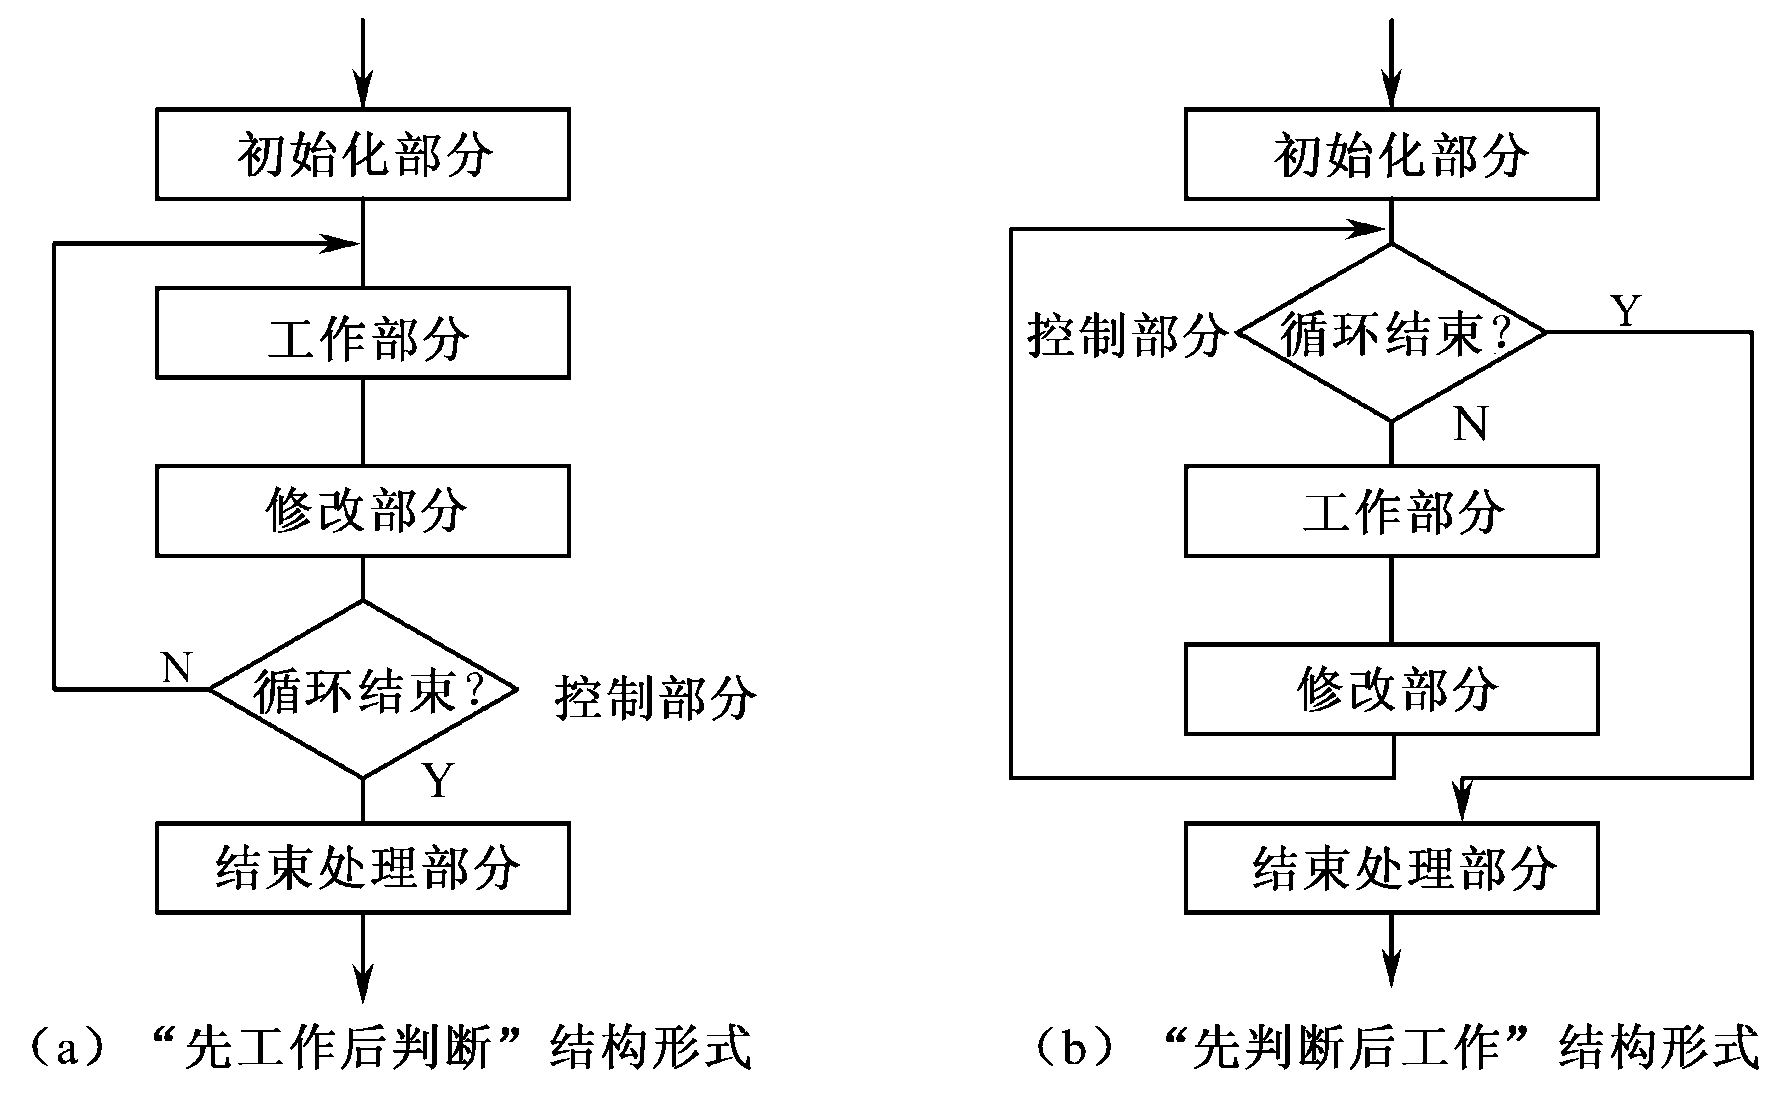 初始化部分
工作部分
修改部分
N
循环结束?
控制部分
Y
结束处理部分
(a)“先工作后判断”结构形式
初始化部分
控制部分
循环结束?
Y
N
工作部分
修改部分
结束处理部分
(b)“先判断后工作”结构形式